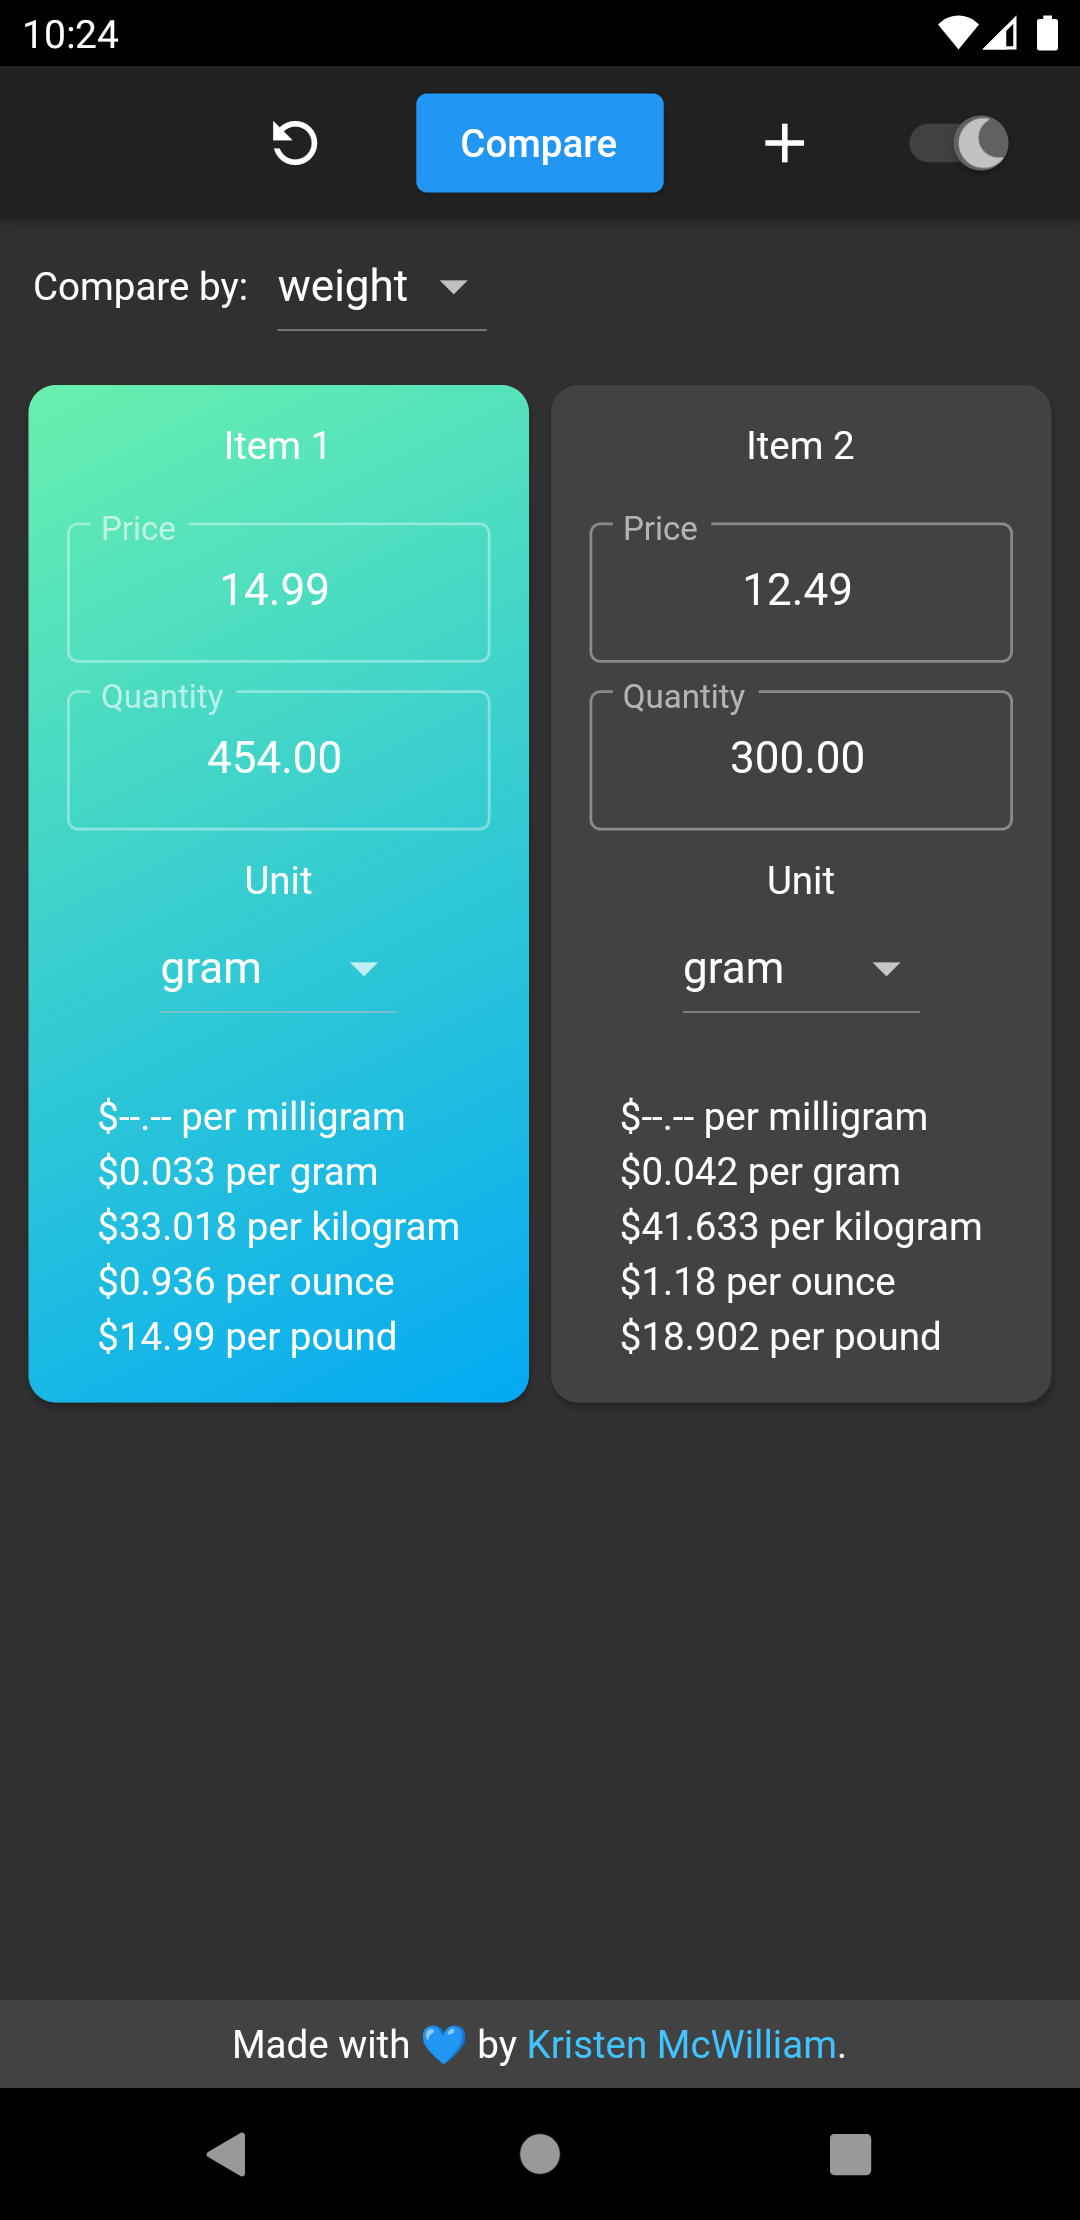 10:24
Compare
Compare by: weight
Item 1
Price
14.99
Quantity
454.00
Unit
gram
$--.-- per milligram
$0.033 per gram
$33.018 per kilogram
$0.936 per ounce
$14.99 per pound
Item 2
Price
12.49
Quantity
300.00
Unit
gram
$--.-- per milligram
$0.042 per gram
$41.633 per kilogram
$1.18 per ounce
$18.902 per pound
Made with 💙 by Kristen McWilliam.